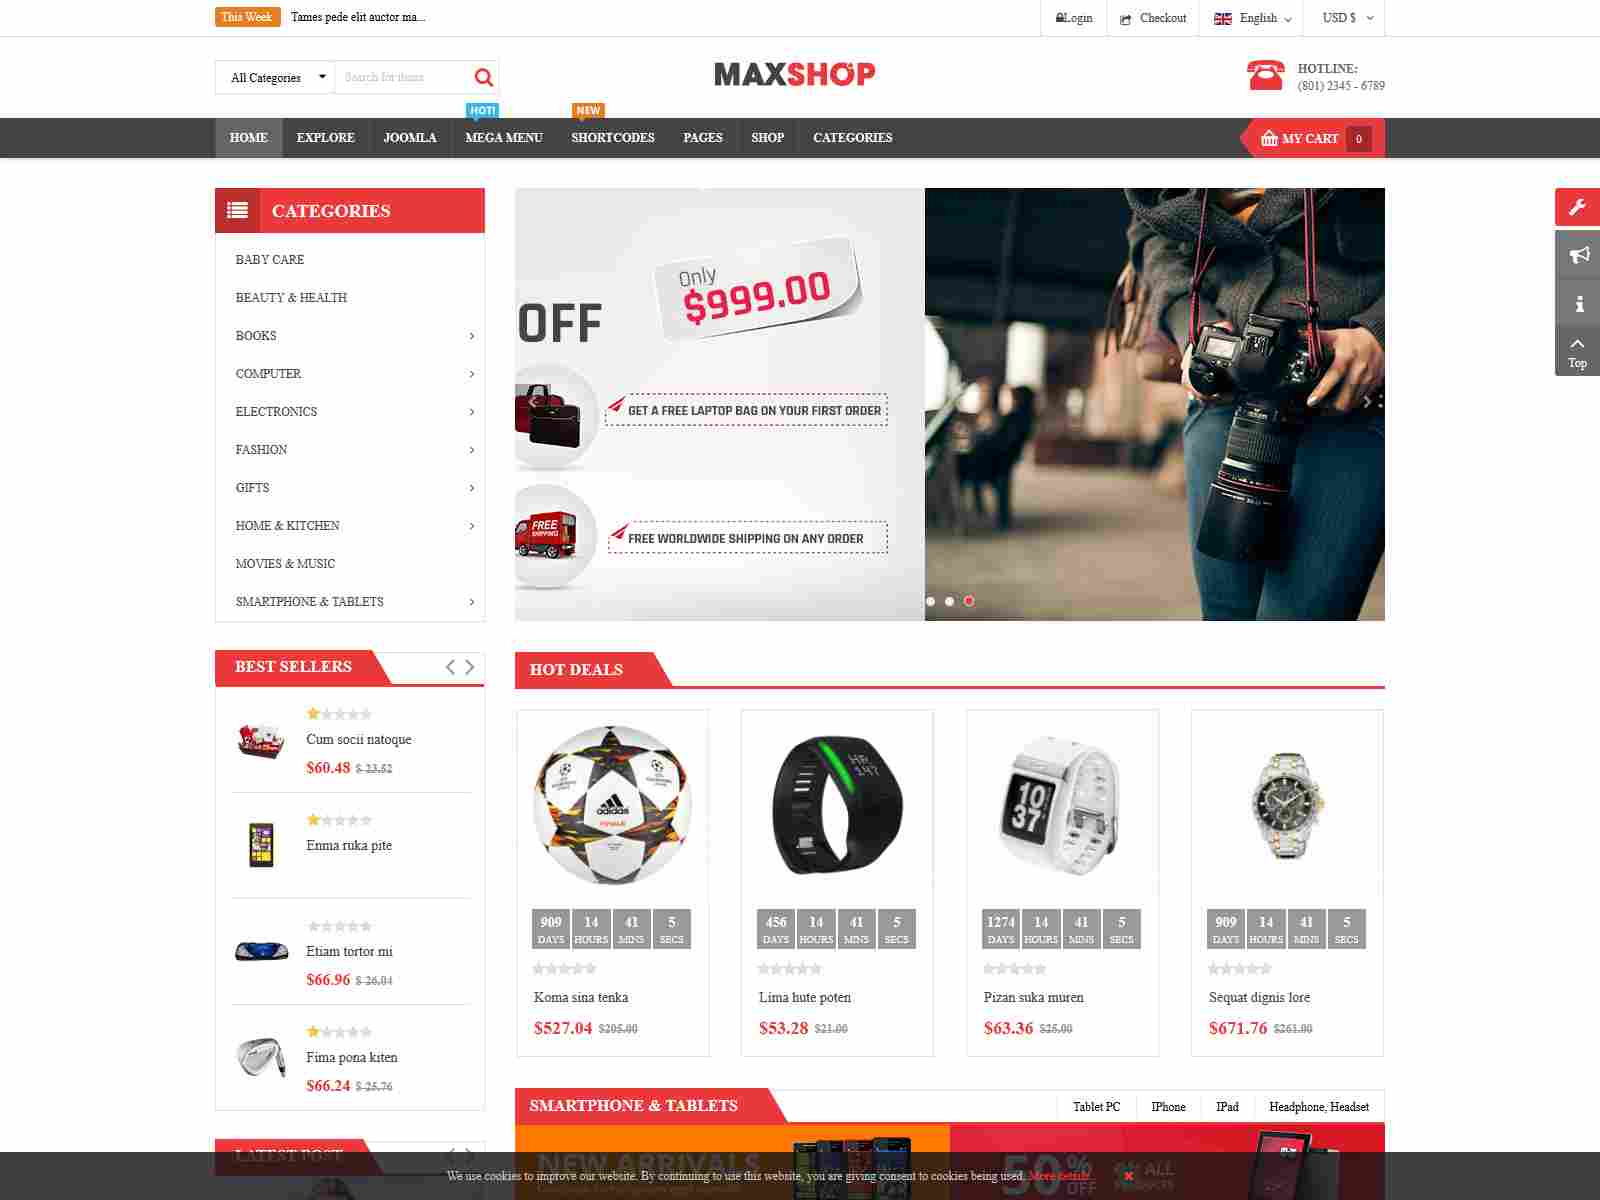 This Week Tames pede elit auctor ma...
Login Checkout English USD $
All Categories Search for items
MAXSHOP
HOTLINE:
(801) 2345 - 6789
HOT! NEW
HOME EXPLORE JOOMLA MEGA MENU SHORTCODES PAGES SHOP CATEGORIES
MY CART 0
CATEGORIES
BABY CARE
BEAUTY & HEALTH
BOOKS
COMPUTER
ELECTRONICS
FASHION
GIFTS
HOME & KITCHEN
MOVIES & MUSIC
SMARTPHONE & TABLETS
Only
$999.00
OFF
GET A FREE LAPTOP BAG ON YOUR FIRST ORDER
FREE
SHIPPING
FREE WORLDWIDE SHIPPING ON ANY ORDER
Top
BEST SELLERS
Cum socii natoque
$60.48 $ 23.52
Enma ruka pite
Etiam tortor mi
$66.96 $ 26.04
Fima pona kiten
$66.24 $ 25.76
LATEST POST
HOT DEALS
adidas
FINALE
HR
147
10
37
909 14 41 5
DAYS HOURS MINS SECS
Koma sina tenka
$527.04 $205.00
456 14 41 5
DAYS HOURS MINS SECS
Lima hute poten
$53.28 $21.00
1274 14 41 5
DAYS HOURS MINS SECS
Pizan suka muren
$63.36 $25.00
909 14 41 5
DAYS HOURS MINS SECS
Sequat dignis lore
$671.76 $261.00
SMARTPHONE & TABLETS
Tablet PC IPhone IPad Headphone, Headset
NEW ARRIVALS
50% OFF
ON ALL
PRODUCTS
We use cookies to improve our website. By continuing to use this website, you are giving consent to cookies being used. More details…